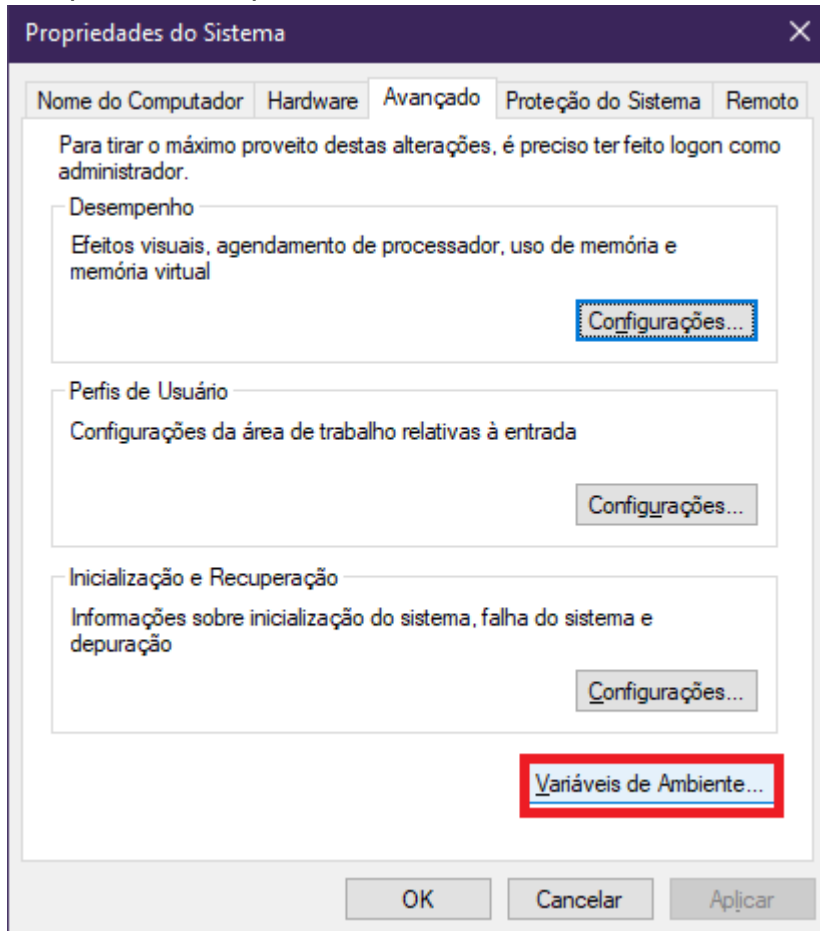 Propriedades do Sistema
Nome do Computador Hardware Avançado Proteção do Sistema Remoto
Para tirar o máximo proveito destas alterações, é preciso ter feito logon como
administrador.
Desempenho
Efeitos visuais, agendamento de processador, uso de memória e
memória virtual
Configurações...
Perfis de Usuário
Configurações da área de trabalho relativas à entrada
Configurações...
Inicialização e Recuperação
Informações sobre inicialização do sistema, falha do sistema e
depuração
Configurações...
Variáveis de Ambiente...
OK Cancelar Aplicar